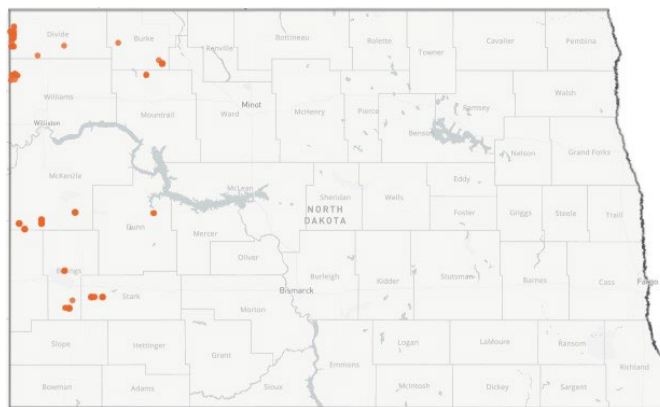 Divide
Burke
Renville
Bottineau
Rolette
Towner
Cavalier
Pembina
Williams
Mountrail
Ward
Minot
McHenry
Pierce
Benson
Ramsey
Walsh
Williston
Nelson
Grand Forks
McKenzie
McLean
Sheridan
Wells
Eddy
Foster
Griggs
Steele
Traill
NORTH
DAKOTA
Dunn
Mercer
Oliver
Burleigh
Kidder
Stutsman
Barnes
Cass
Fargo
Billings
Stark
Morton
Bismarck
Slope
Hettinger
Grant
Emmons
Logan
LaMoure
Ransom
Richland
Bowman
Adams
Sioux
McIntosh
Dickey
Sargent